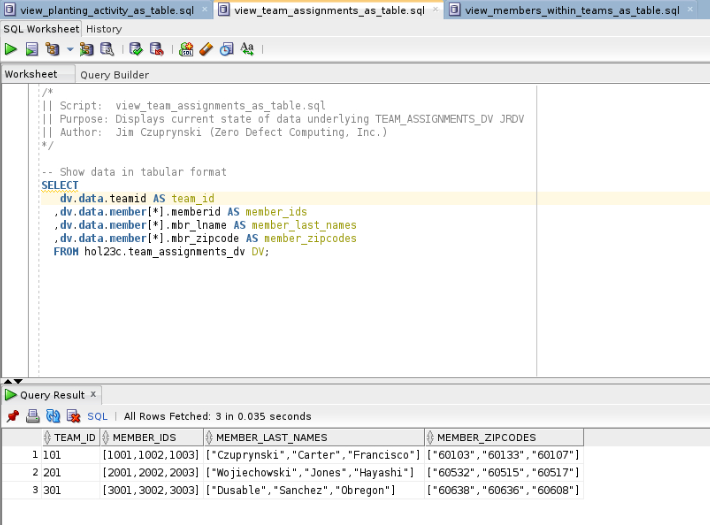 view_planting_activity_as_table.sql × view_team_assignments_as_table.sql × view_members_within_teams_as_table.sql ×
SQL Worksheet History
Worksheet Query Builder
/*
|| Script:  view_team_assignments_as_table.sql
|| Purpose: Displays current state of data underlying TEAM_ASSIGNMENTS_DV JRDV
|| Author:  Jim Czuprynski (Zero Defect Computing, Inc.)
*/
-- Show data in tabular format
SELECT
dv.data.teamid AS team_id
,dv.data.member[*].memberid AS member_ids
,dv.data.member[*].mbr_lname AS member_last_names
,dv.data.member[*].mbr_zipcode AS member_zipcodes
FROM hol23c.team_assignments_dv DV;
Query Result x
SQL | All Rows Fetched: 3 in 0.035 seconds
TEAM_ID MEMBER_IDS MEMBER_LAST_NAMES MEMBER_ZIPCODES
1 101 [1001,1002,1003] ["Czuprynski","Carter","Francisco"] ["60103","60133","60107"]
2 201 [2001,2002,2003] ["Wojiechowski","Jones","Hayashi"] ["60532","60515","60517"]
3 301 [3001,3002,3003] ["Dusable","Sanchez","Obregon"] ["60638","60636","60608"]